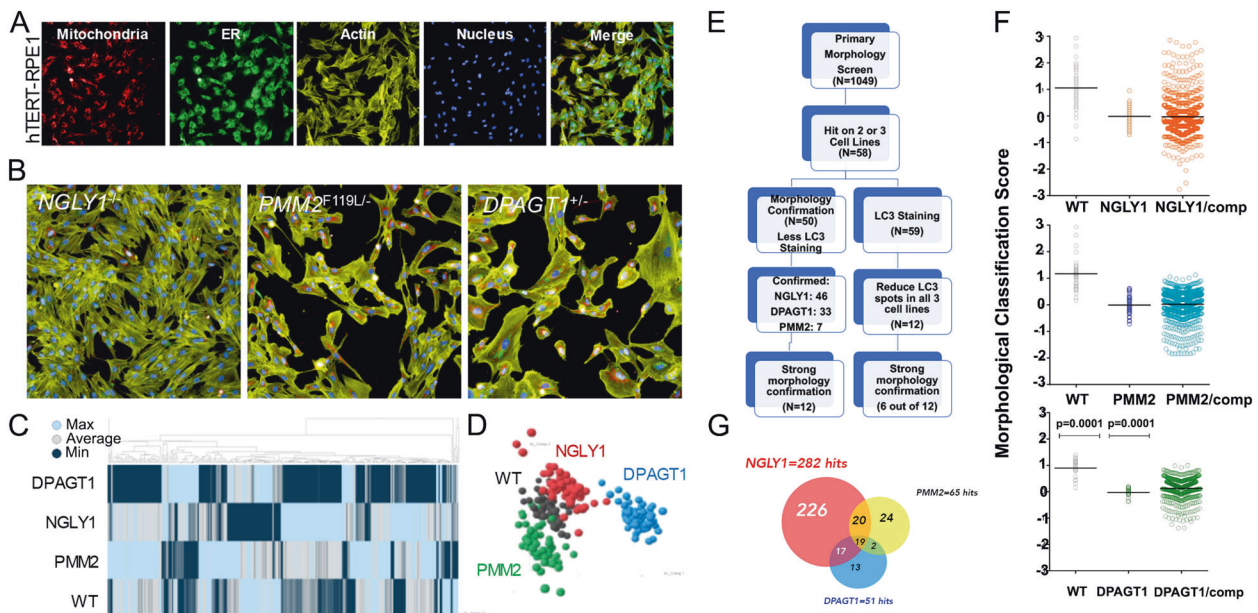 A
Mitochondria
ER
Actin
Nucleus
Merge
hTERT-RPE1
B
NGLY1-/-
PMM2F119L/-
DPAGT1+/-
C
Max
Average
Min
DPAGT1
NGLY1
PMM2
WT
D
NGLY1
WT
DPAGT1
PMM2
E
Primary
Morphology
Screen
(N=1049)
Hit on 2 or 3
Cell Lines
(N=58)
Morphology
Confirmation
(N=50)
Less LC3
Staining
LC3 Staining
(N=59)
Confirmed:
NGLY1: 46
DPAGT1: 33
PMM2: 7
Reduce LC3
spots in all 3
cell lines
(N=12)
Strong
morphology
confirmation
(N=12)
Strong morphology
confirmation
(6 out of 12)
G
NGLY1=282 hits
PMM2=65 hits
226
20
24
19
17
2
13
DPAGT1=51 hits
F
Morphological Classification Score
3
2
1
0
-1
-2
3
WT
NGLY1
NGLY1/comp
3
2
1
0
-1
-2
3
WT
PMM2
PMM2/comp
3
2
1
0
-1
-2
3
p=0.0001
p=0.0001
WT
DPAGT1
DPAGT1/comp